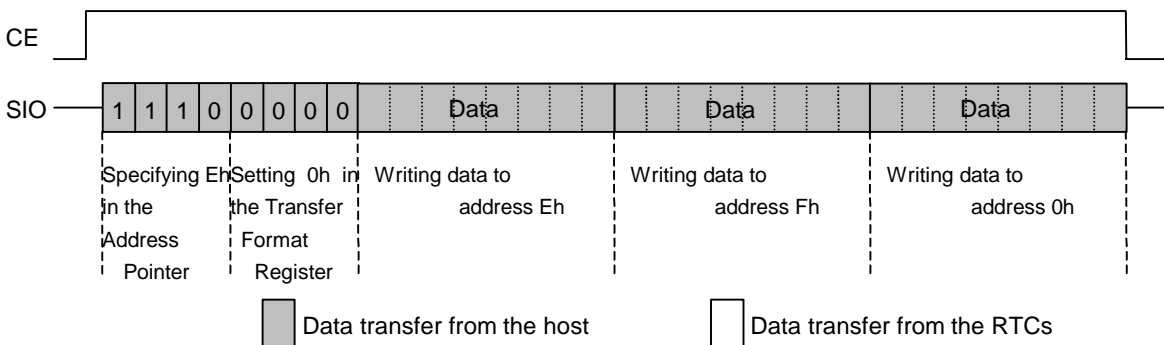 CE
SIO 1 1 1 0 0 0 0 0 Data Data Data
Specifying Eh Setting 0h in Writing data to Writing data to Writing data to
in the the Transfer address Eh address Fh address 0h
Address Format
Pointer Register
Data transfer from the host Data transfer from the RTCs